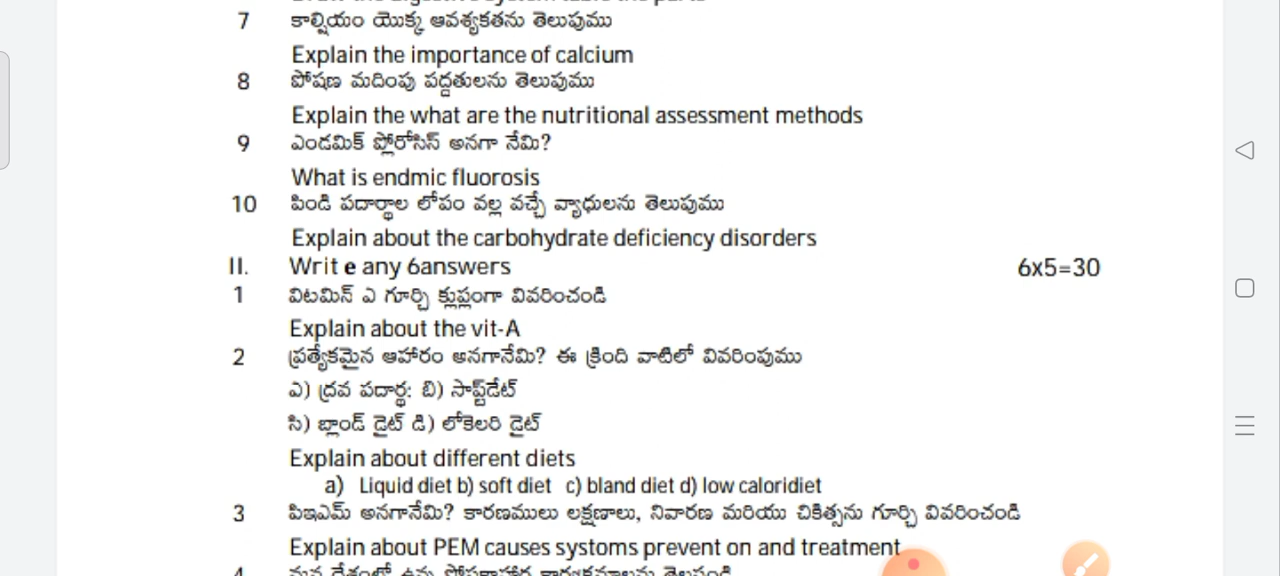 7 కాల్షియం యొక్క ఆవశ్యకతను తెలుపుము
Explain the importance of calcium
8 పోషణ మదింపు పద్దతులను తెలుపుము
Explain the what are the nutritional assessment methods
9 ఎండమిక్ ఫ్లోరోసిస్ అనగా నేమి?
What is endmic fluorosis
10 పిండి పదార్థాల లోపం వల్ల వచ్చే వ్యాధులను తెలుపుము
Explain about the carbohydrate deficiency disorders
II. Writ e any 6answers 6x5=30
1 విటమిన్ ఎ గూర్చి క్లుప్లంగా వివరించండి
Explain about the vit-A
2 ప్రత్యేకమైన ఆహారం అనగానేమి? ఈ క్రింది వాటిలో వివరింపుము
ఎ) ద్రవ పదార్థ: బి) సాప్ట్‌డేట్
సి) బ్లాండ్ డైట్ డి) లోకెలరి డైట్
Explain about different diets
a) Liquid diet b) soft diet c) bland diet d) low caloridiet
3 పిఇఎమ్ అనగానేమి? కారణములు లక్షణాలు, నివారణ మరియు చికిత్సను గూర్చి వివరించండి
Explain about PEM causes systoms prevent on and treatment